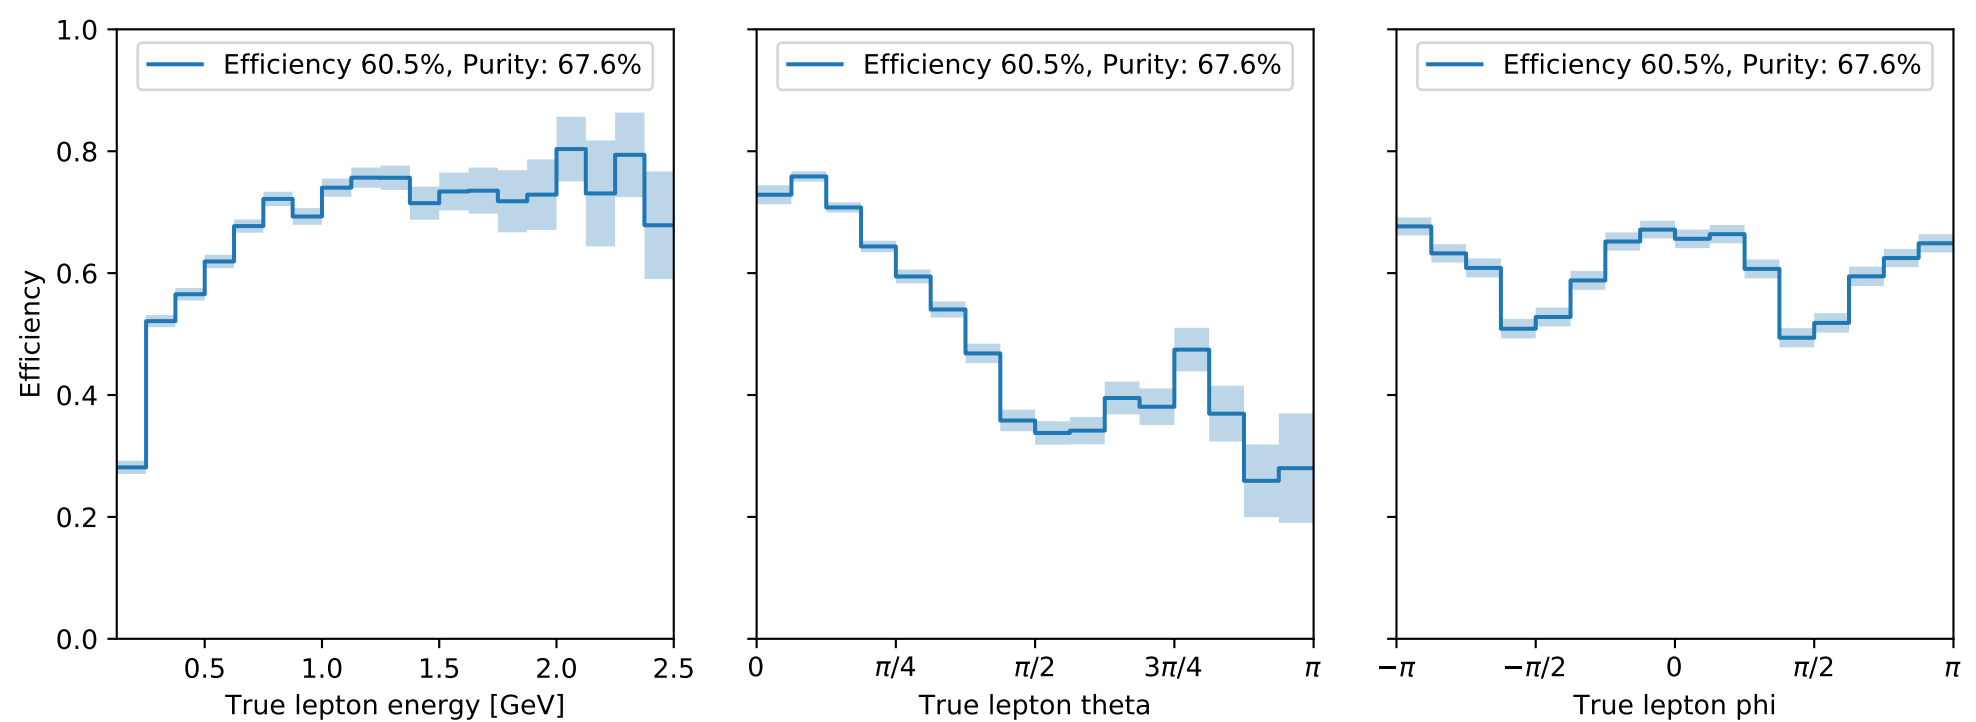 Efficiency 60.5%, Purity: 67.6%
Efficiency 60.5%, Purity: 67.6%
Efficiency 60.5%, Purity: 67.6%
1.0
0.8
0.6
0.4
0.2
0.0
Efficiency
0.5 1.0 1.5 2.0 2.5
True lepton energy [GeV]
0 π/4 π/2 3π/4 π
True lepton theta
−π −π/2 0 π/2 π
True lepton phi